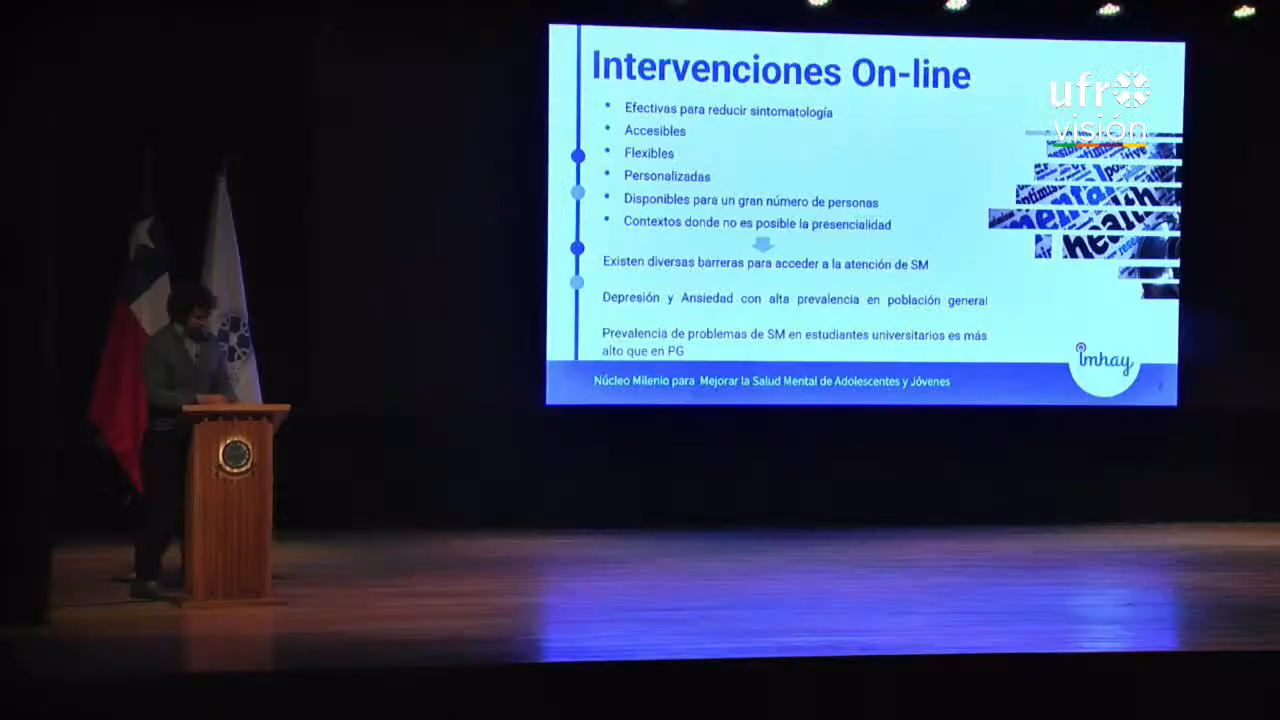 Intervenciones On-line
ufro
visión
• Efectivas para reducir sintomatología
• Accesibles
• Flexibles
• Personalizadas
• Disponibles para un gran número de personas
• Contextos donde no es posible la presencialidad
mental
health
Existen diversas barreras para acceder a la atención de SM
Depresión y Ansiedad con alta prevalencia en población general
Prevalencia de problemas de SM en estudiantes universitarios es más
alto que en PG
imhay
Núcleo Milenio para Mejorar la Salud Mental de Adolescentes y Jóvenes